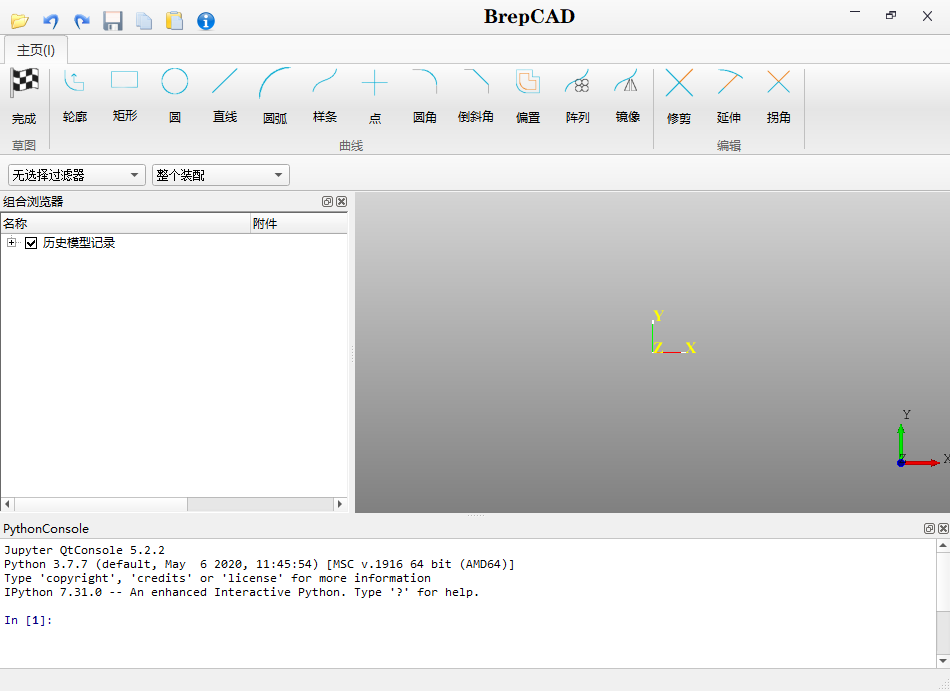 BrepCAD
主页(I)
完成 轮廓 矩形 圆 直线 圆弧 样条 点 圆角 倒斜角 偏置 阵列 镜像 修剪 延伸 拐角
草图 曲线 编辑
无选择过滤器 整个装配
组合浏览器
名称 附件
历史模型记录
Y
Z X
Y
Z X
PythonConsole
Jupyter QtConsole 5.2.2
Python 3.7.7 (default, May  6 2020, 11:45:54) [MSC v.1916 64 bit (AMD64)]
Type 'copyright', 'credits' or 'license' for more information
IPython 7.31.0 -- An enhanced Interactive Python. Type '?' for help.
In [1]: